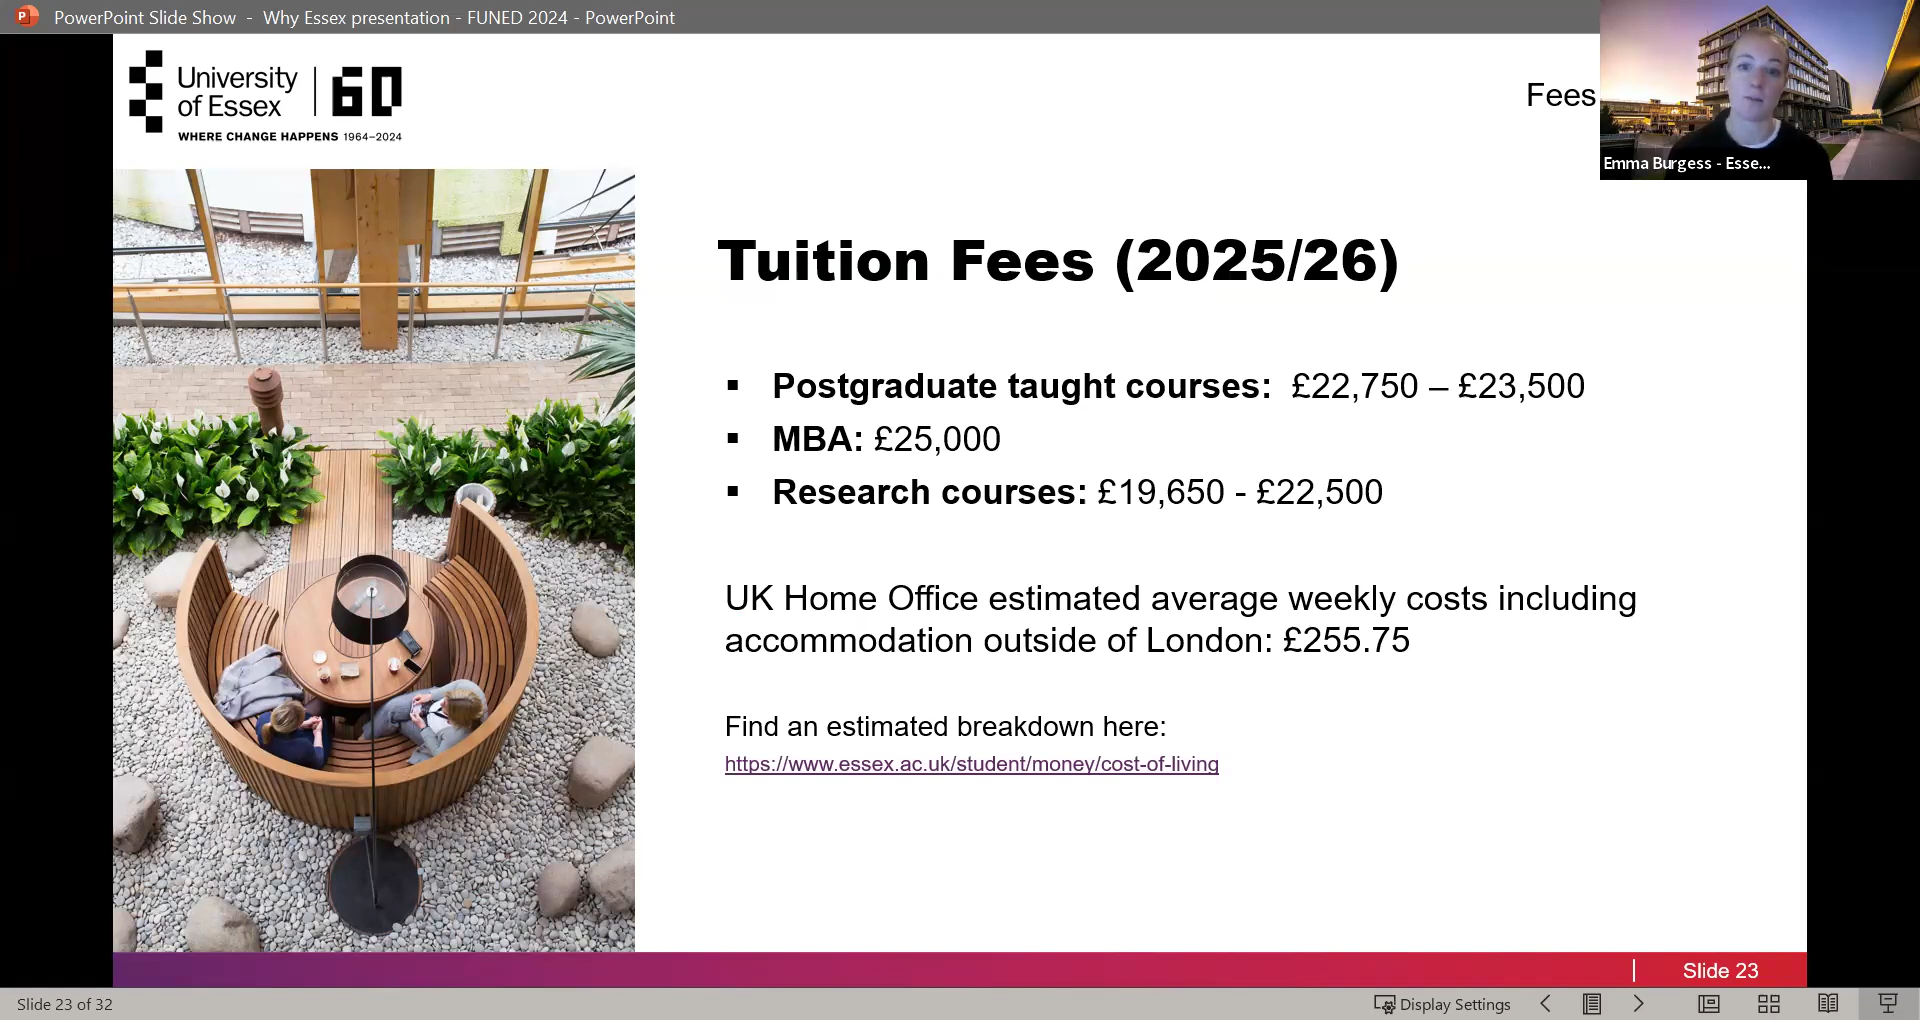 PowerPoint Slide Show - Why Essex presentation - FUNED 2024 - PowerPoint
University
of Essex
60
WHERE CHANGE HAPPENS 1964–2024
Fees
Emma Burgess - Esse...
Tuition Fees (2025/26)
▪ Postgraduate taught courses: £22,750 – £23,500
▪ MBA: £25,000
▪ Research courses: £19,650 - £22,500
UK Home Office estimated average weekly costs including
accommodation outside of London: £255.75
Find an estimated breakdown here:
https://www.essex.ac.uk/student/money/cost-of-living
Slide 23
Slide 23 of 32
Display Settings